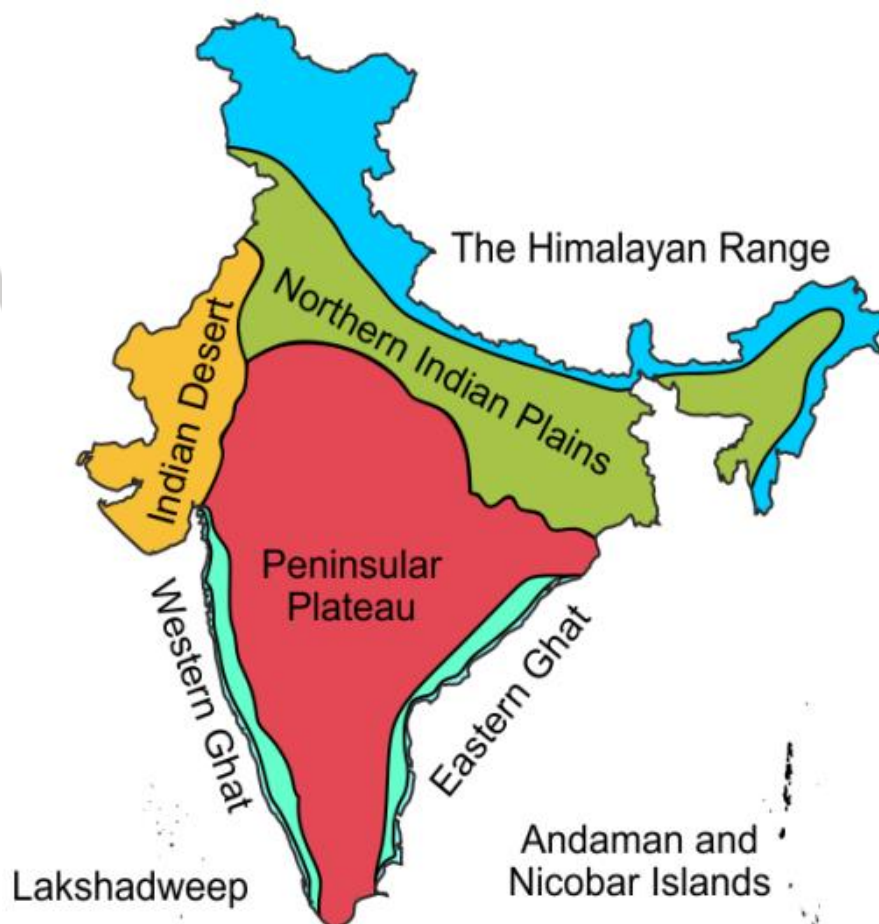 The Himalayan Range
Northern Indian Plains
Indian Desert
Peninsular
Plateau
Western Ghat
Eastern Ghat
Andaman and
Nicobar Islands
Lakshadweep